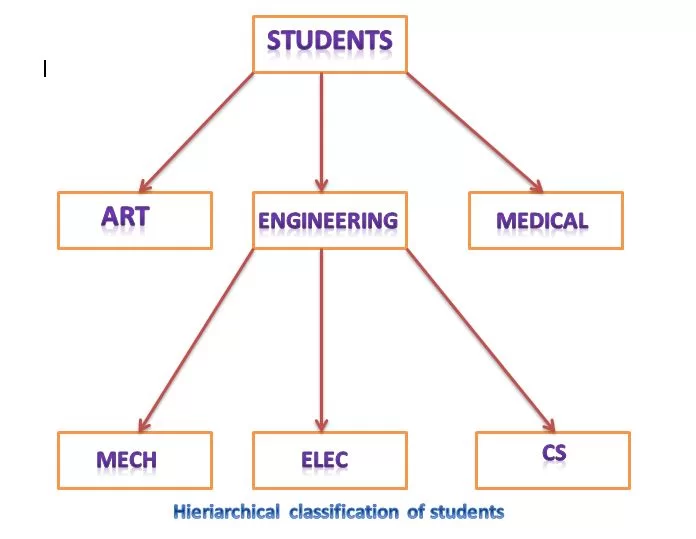 STUDENTS
ART
ENGINEERING
MEDICAL
MECH
ELEC
CS
Hieriarchical classification of students